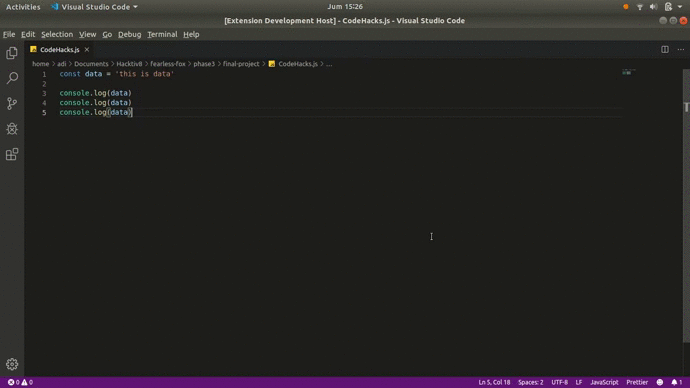 Activities Visual Studio Code Jum 15:26
[Extension Development Host] - CodeHacks.js - Visual Studio Code
File Edit Selection View Go Debug Terminal Help
CodeHacks.js
home adi Documents Hacktiv8 fearless-fox phase3 final-project CodeHacks.js ...
1 const data = 'this is data'
2
3 console.log(data)
4 console.log(data)
5 console.log(data)
0 0 Ln 5, Col 18 Spaces: 2 UTF-8 LF JavaScript Prettier 1